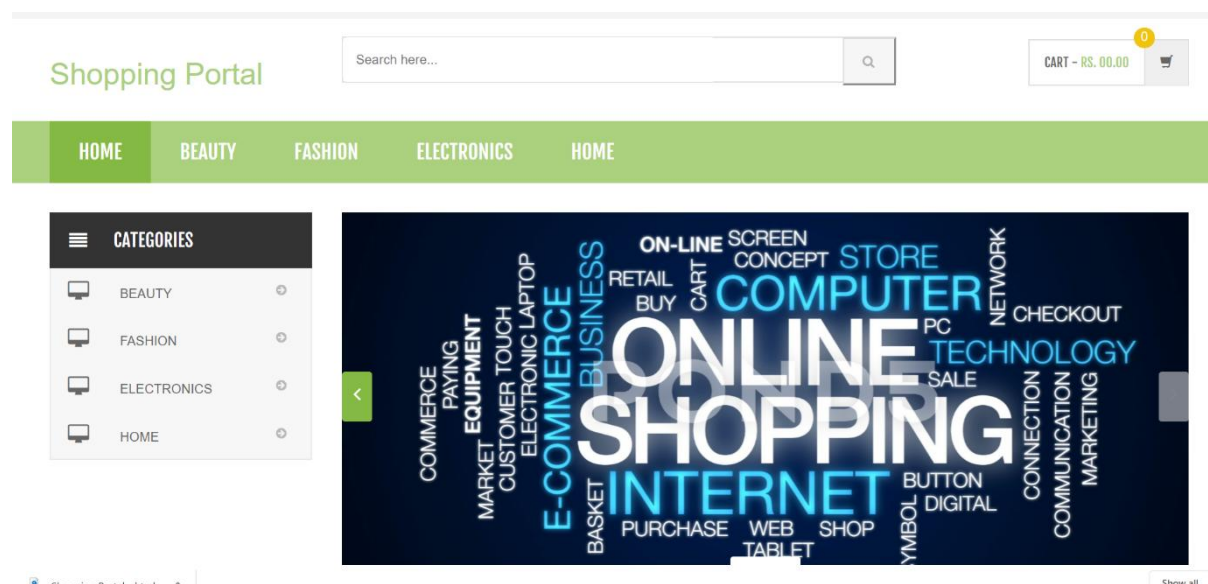 Shopping Portal
Search here...
0
CART - RS. 00.00
HOME BEAUTY FASHION ELECTRONICS HOME
CATEGORIES
BEAUTY
FASHION
ELECTRONICS
HOME
COMMERCE
PAYING
EQUIPMENT
MARKET
CUSTOMER TOUCH
ELECTRONIC LAPTOP
E-COMMERCE
BUSINESS
BASKET
ON-LINE SCREEN
CONCEPT STORE
RETAIL
BUY
CART
COMPUTER
NETWORK
CHECKOUT
ONLINE
PC
TECHNOLOGY
SALE
POND5
SHOPPING
INTERNET
BUTTON
DIGITAL
CONNECTION
COMMUNICATION
MARKETING
PURCHASE WEB SHOP
TABLET
Show all